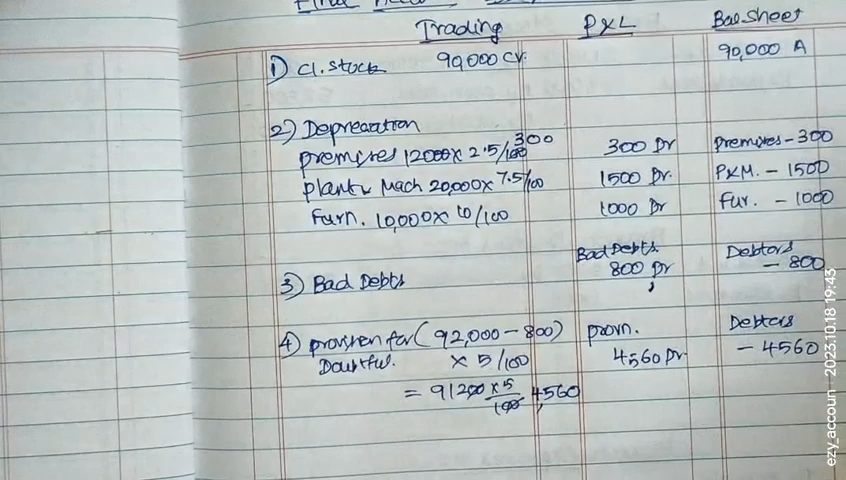 Trading P&L Bal Sheet
1) Cl. Stock 90,000 Cr. 90,000 A
2) Depreciation
premises 12000 x 2.5/100 300 300 Dr premises - 300
plant & Mach 20,000 x 7.5/100 1500 Dr. P&M. - 1500
Furn. 10,000 x 10/100 1000 Dr Fur. - 1000
3) Bad Debts Bad Debts 800 Dr Debtors - 800
4) provision for (92,000 - 800) provn. Debtors
Doubtful. x 5/100 4,560 Dr. - 4560
= 91200 x 5/100 4,560
ezy_accoun 2023.10.18 19:43